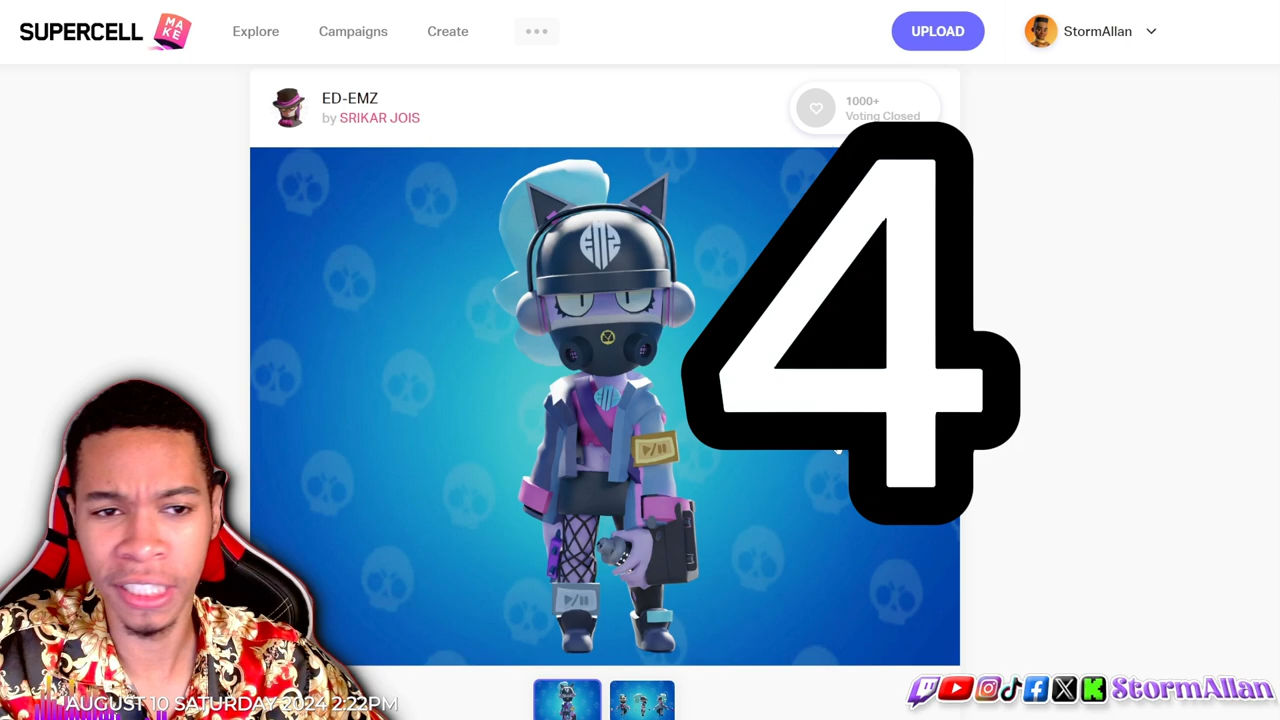 SUPERCELL
MAKE
Explore
Campaigns
Create
UPLOAD
StormAllan
ED-EMZ
by SRIKAR JOIS
1000+
Voting Closed
EMZ
4
AUGUST 10 SATURDAY 2024 2:22PM
StormAllan